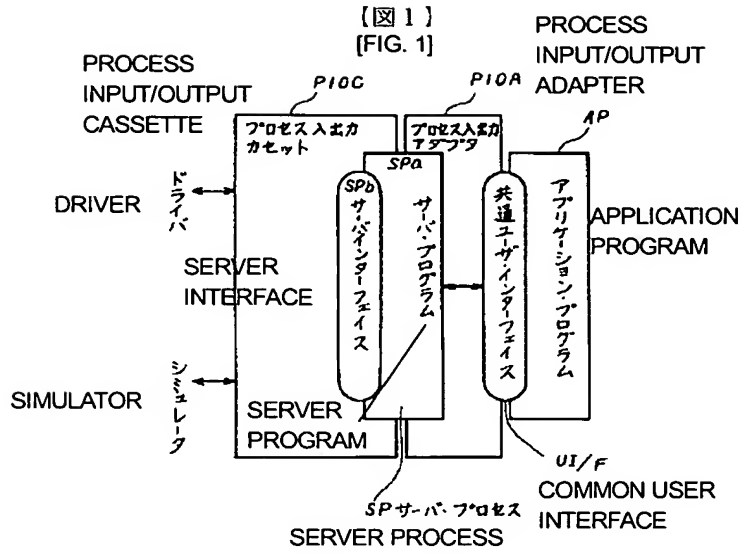 【図1】
[FIG. 1]
PROCESS
INPUT/OUTPUT
CASSETTE
PIOC
PIOA
PROCESS
INPUT/OUTPUT
ADAPTER
AP
プロセス入出力
カセット
プロセス入出力
アダプタ
SPa
SPb
サーバインターフェイス
サーバ・プログラム
共通ユーザ・インターフェイス
アプリケーション・プログラム
APPLICATION
PROGRAM
DRIVER
ドライバ
SERVER
INTERFACE
SIMULATOR
シミュレータ
SERVER
PROGRAM
UI/F
COMMON USER
INTERFACE
SPサーバ・プロセス
SERVER PROCESS